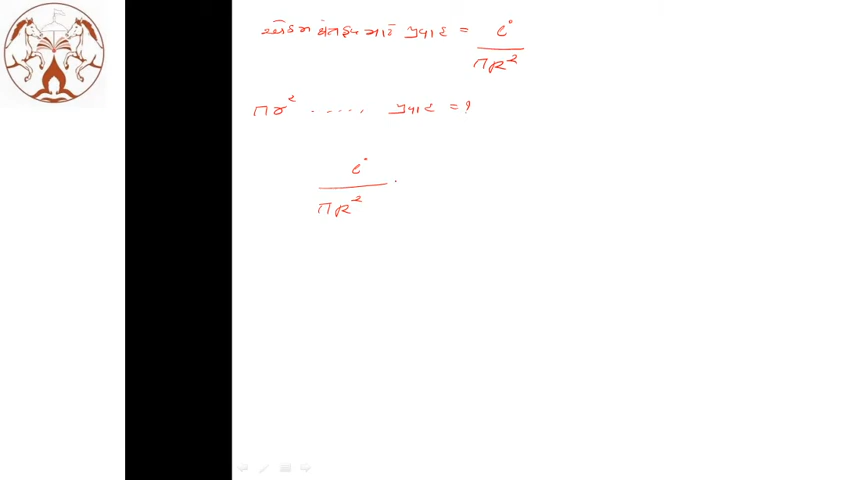 એકમ ક્ષેત્રફળ માટે પ્રવાહ = i / πR²
πr² ..... પ્રવાહ = ?
i / πR² ·